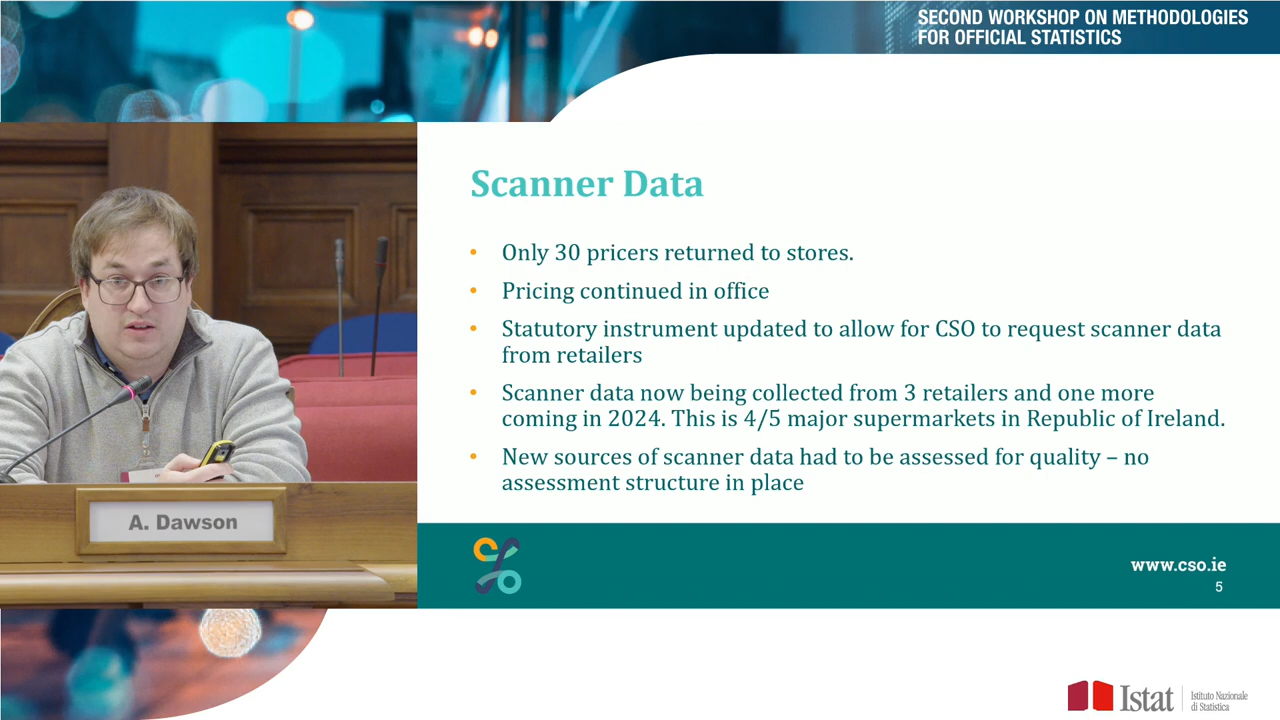 SECOND WORKSHOP ON METHODOLOGIES
FOR OFFICIAL STATISTICS
Scanner Data
• Only 30 pricers returned to stores.
• Pricing continued in office
• Statutory instrument updated to allow for CSO to request scanner data
from retailers
• Scanner data now being collected from 3 retailers and one more
coming in 2024. This is 4/5 major supermarkets in Republic of Ireland.
• New sources of scanner data had to be assessed for quality – no
assessment structure in place
A. Dawson
www.cso.ie
5
Istat
Istituto Nazionale
di Statistica